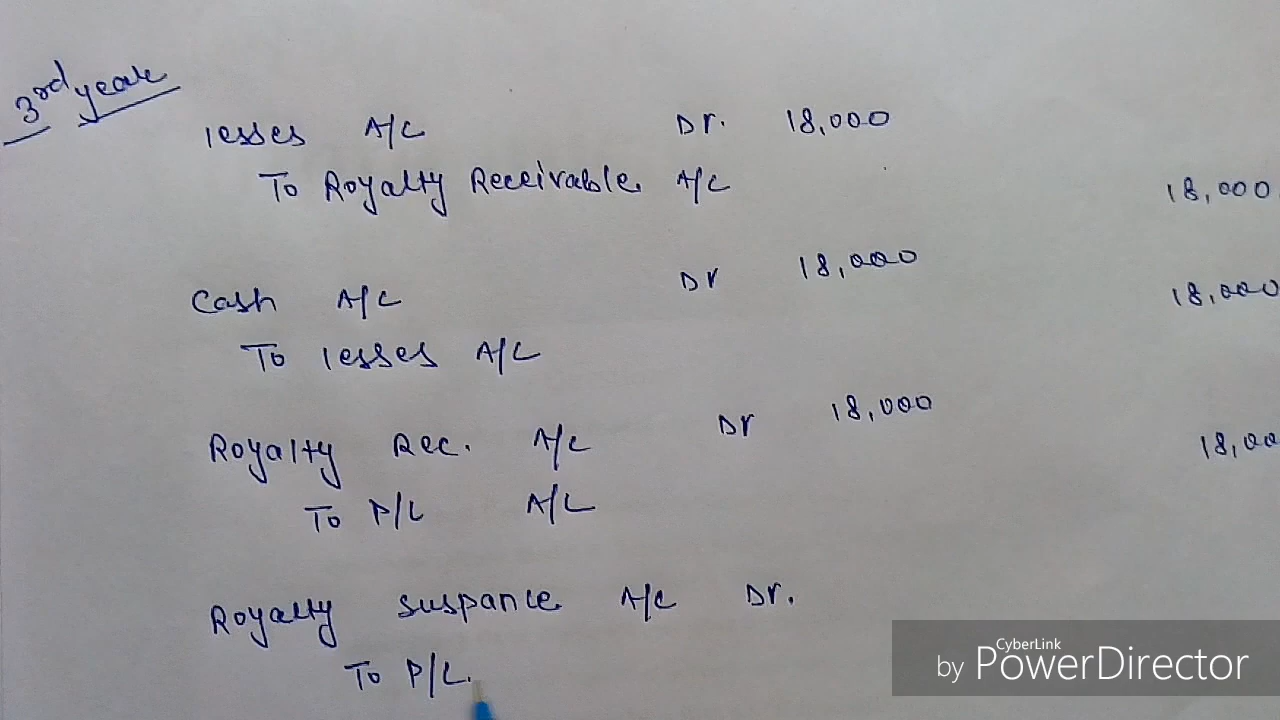 3rd year
lesses A/C Dr. 18,000
To Royalty Receivable A/C 18,000
Cash A/C Dr 18,000
To lesses A/C 18,000
Royalty Rec. A/C Dr 18,000
To P/L A/C 18,00
Royalty suspance A/C Dr.
To P/L.
CyberLink
by PowerDirector